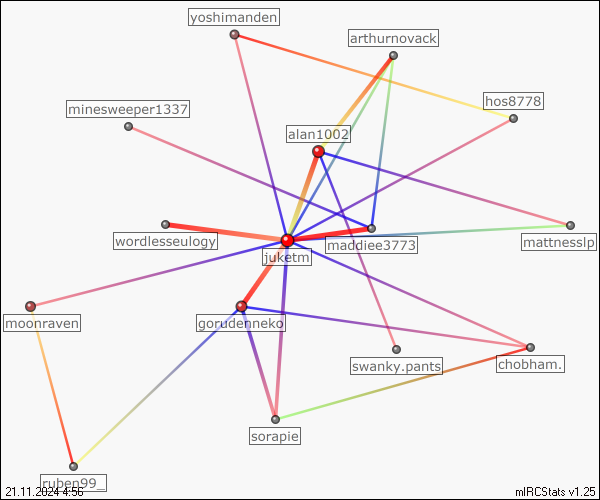 yoshimanden
arthurnovack
hos8778
minesweeper1337
alan1002
wordlesseulogy
maddiee3773
mattnesslp
juketm
moonraven
gorudenneko
swanky.pants
chobham.
sorapie
ruben99_
21.11.2024 4:56
mIRCStats v1.25